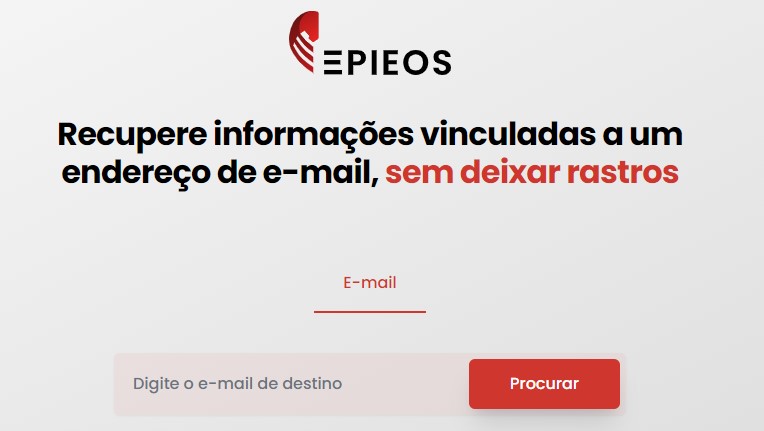 EPIEOS
Recupere informações vinculadas a um
endereço de e-mail, sem deixar rastros
E-mail
Digite o e-mail de destino
Procurar